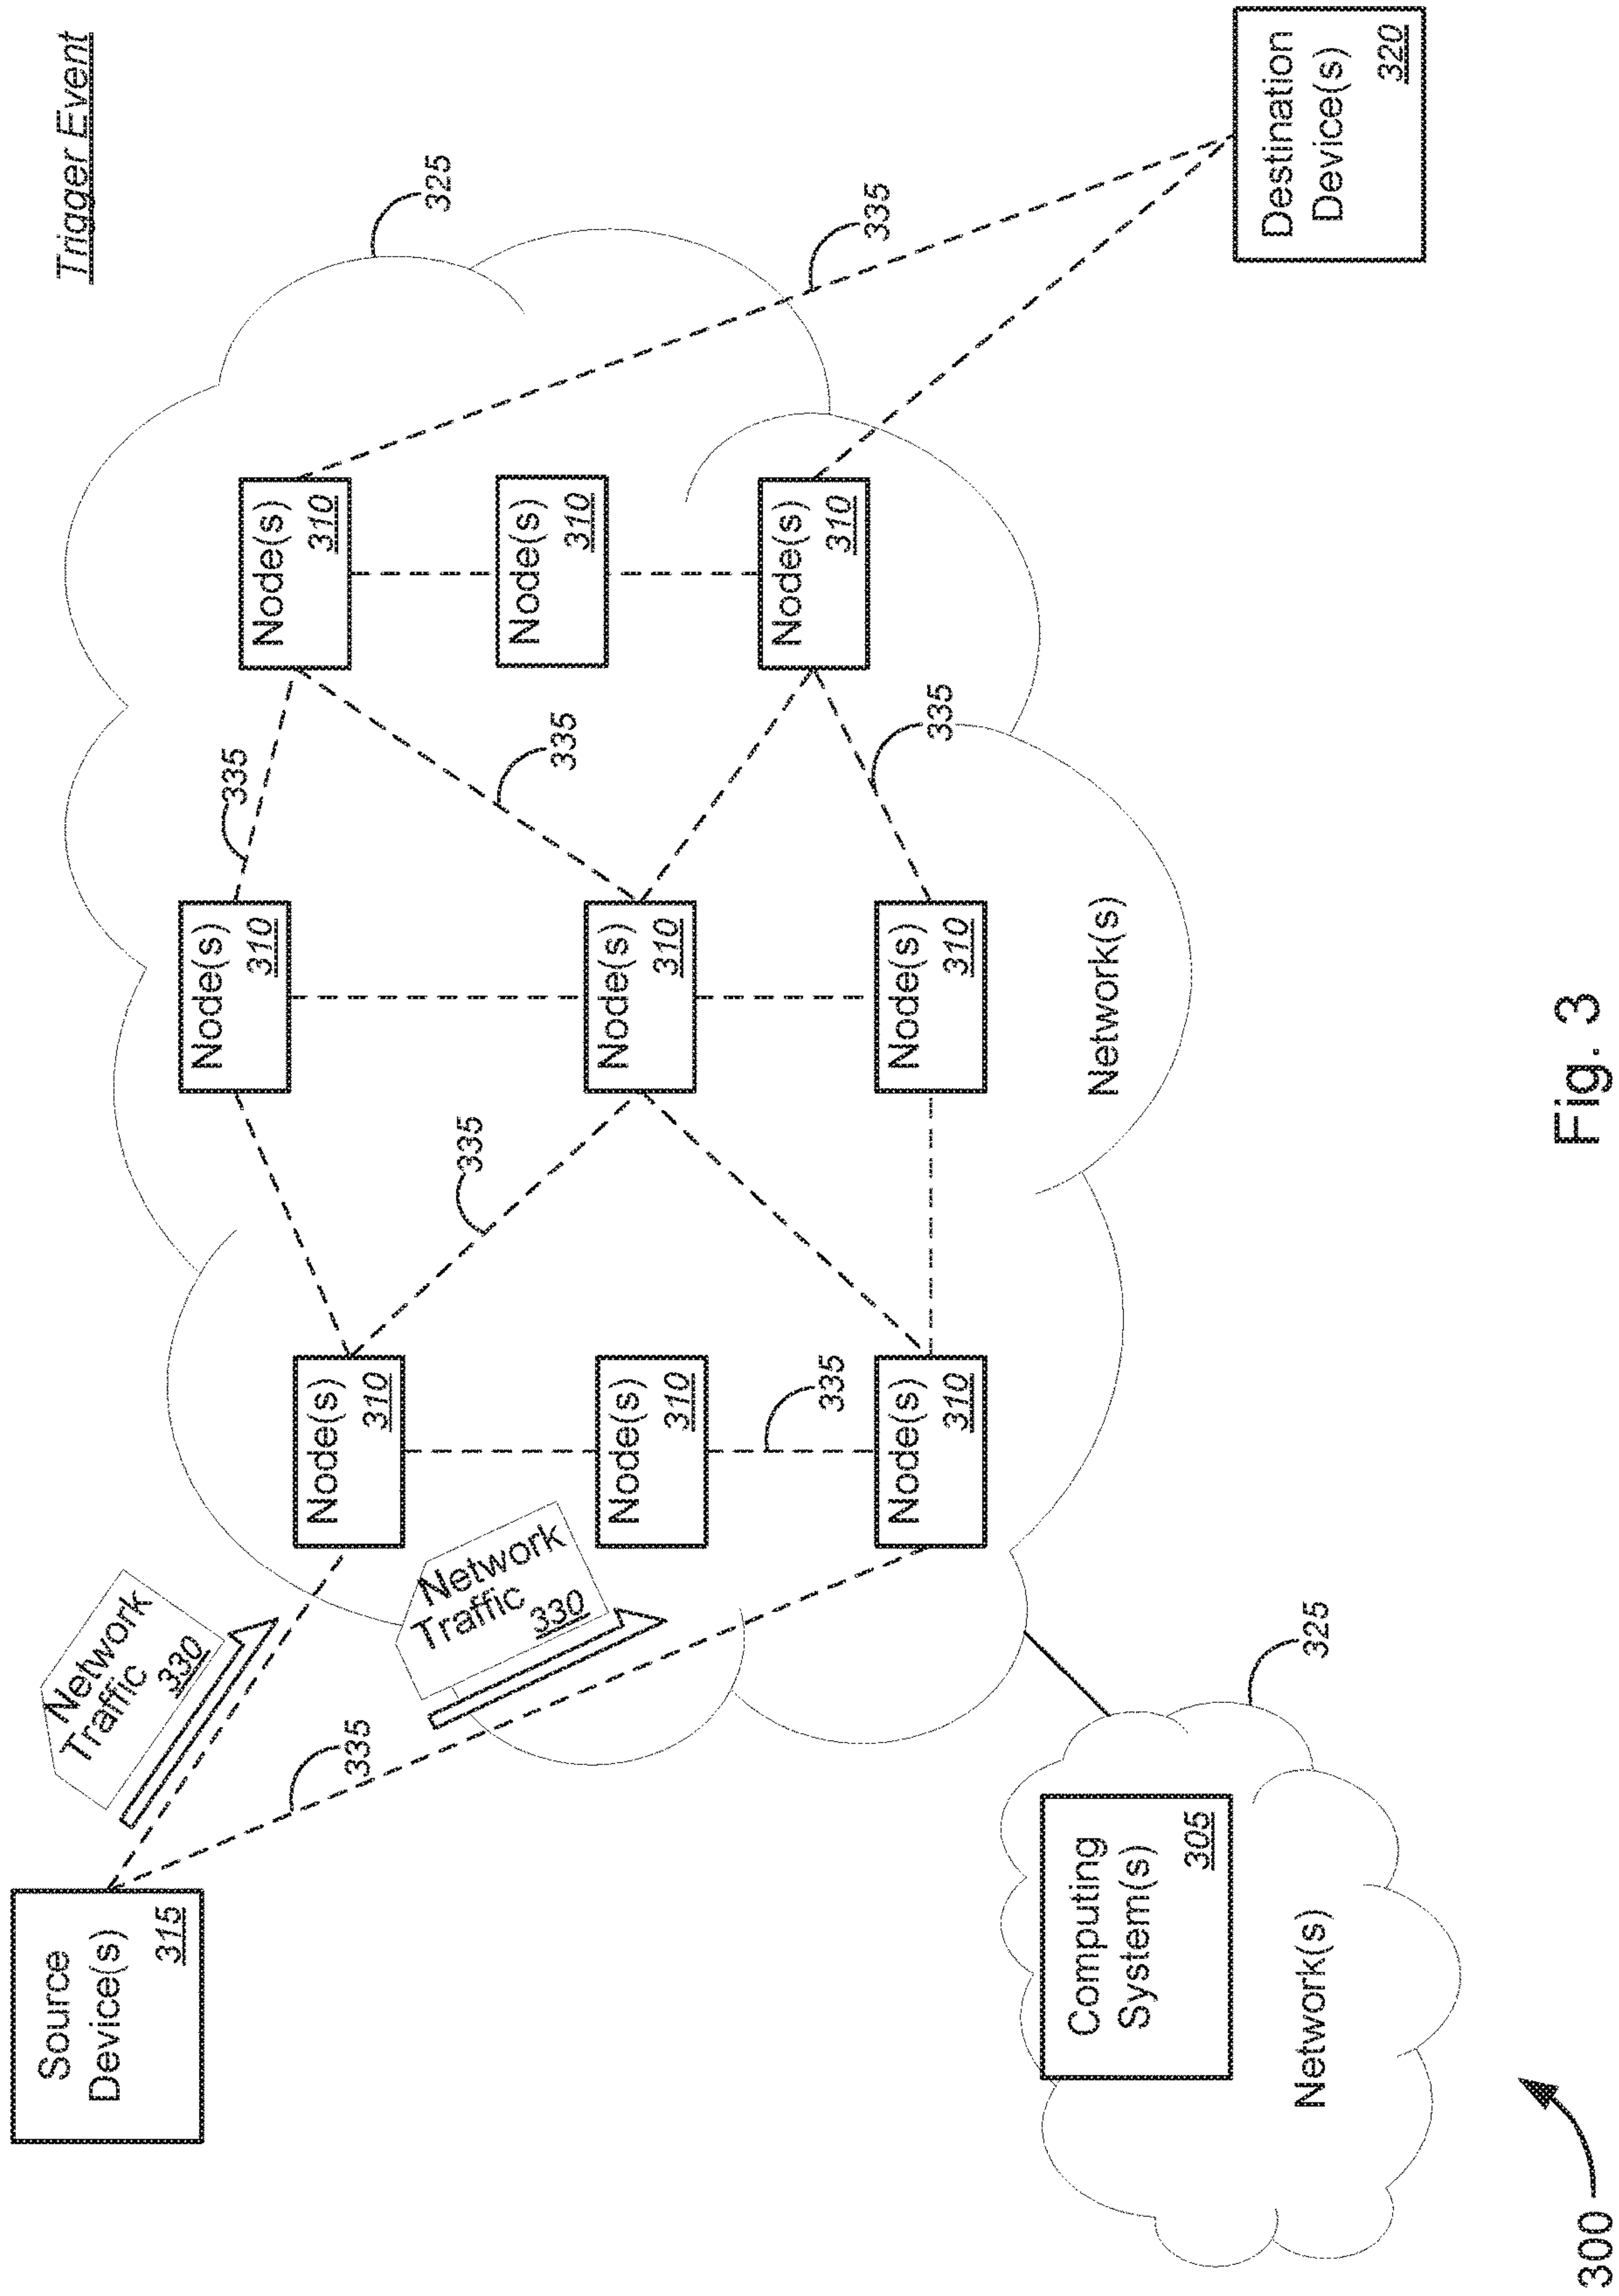 Trigger Event
Source
Device(s)
315
Network
Traffic
330
325
Node(s)
310
335
Node(s)
310
Node(s)
310
335
Network
Traffic
330
335
335
Node(s)
310
Node(s)
310
Node(s)
310
335
335
Node(s)
310
Node(s)
310
Node(s)
310
335
Network(s)
Destination
Device(s)
320
Computing
System(s)
305
325
Network(s)
300
Fig. 3